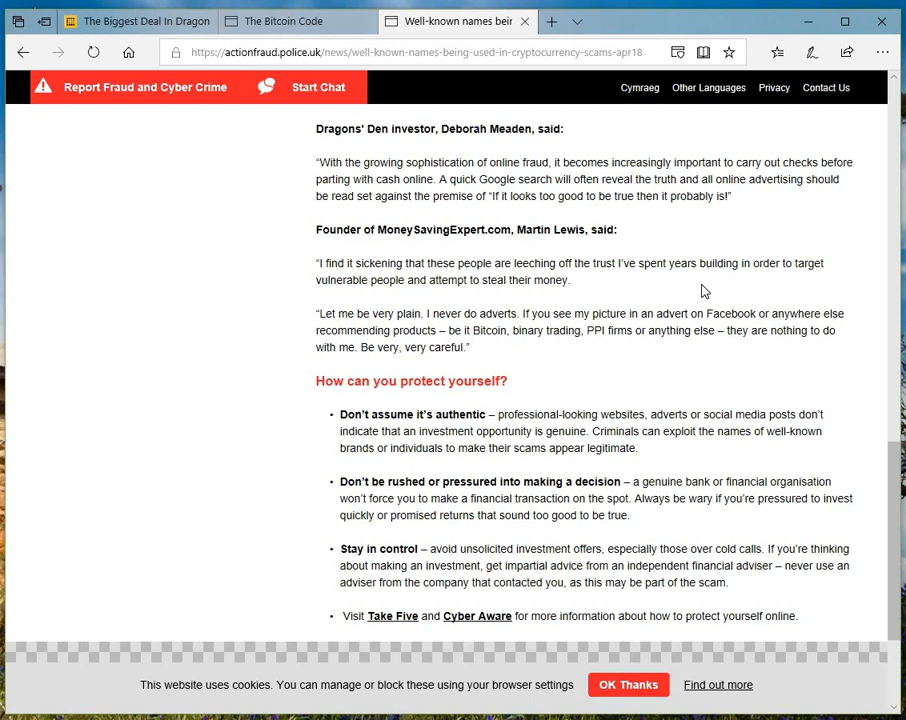 The Biggest Deal In Dragon
The Bitcoin Code
Well-known names bei
https://actionfraud.police.uk/news/well-known-names-being-used-in-cryptocurrency-scams-apr18
Report Fraud and Cyber Crime
Start Chat
Cymraeg
Other Languages
Privacy
Contact Us
Dragons' Den investor, Deborah Meaden, said:
“With the growing sophistication of online fraud, it becomes increasingly important to carry out checks before
parting with cash online. A quick Google search will often reveal the truth and all online advertising should
be read set against the premise of “If it looks too good to be true then it probably is!”
Founder of MoneySavingExpert.com, Martin Lewis, said:
“I find it sickening that these people are leeching off the trust I’ve spent years building in order to target
vulnerable people and attempt to steal their money.
“Let me be very plain. I never do adverts. If you see my picture in an advert on Facebook or anywhere else
recommending products – be it Bitcoin, binary trading, PPI firms or anything else – they are nothing to do
with me. Be very, very careful.”
How can you protect yourself?
• Don’t assume it’s authentic – professional-looking websites, adverts or social media posts don’t
indicate that an investment opportunity is genuine. Criminals can exploit the names of well-known
brands or individuals to make their scams appear legitimate.
• Don’t be rushed or pressured into making a decision – a genuine bank or financial organisation
won’t force you to make a financial transaction on the spot. Always be wary if you’re pressured to invest
quickly or promised returns that sound too good to be true.
• Stay in control – avoid unsolicited investment offers, especially those over cold calls. If you’re thinking
about making an investment, get impartial advice from an independent financial adviser – never use an
adviser from the company that contacted you, as this may be part of the scam.
• Visit Take Five and Cyber Aware for more information about how to protect yourself online.
This website uses cookies. You can manage or block these using your browser settings
OK Thanks
Find out more